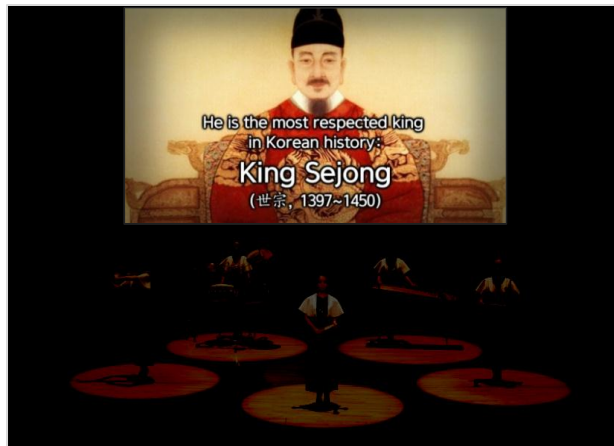 He is the most respected king
in Korean history:
King Sejong
(世宗, 1397~1450)